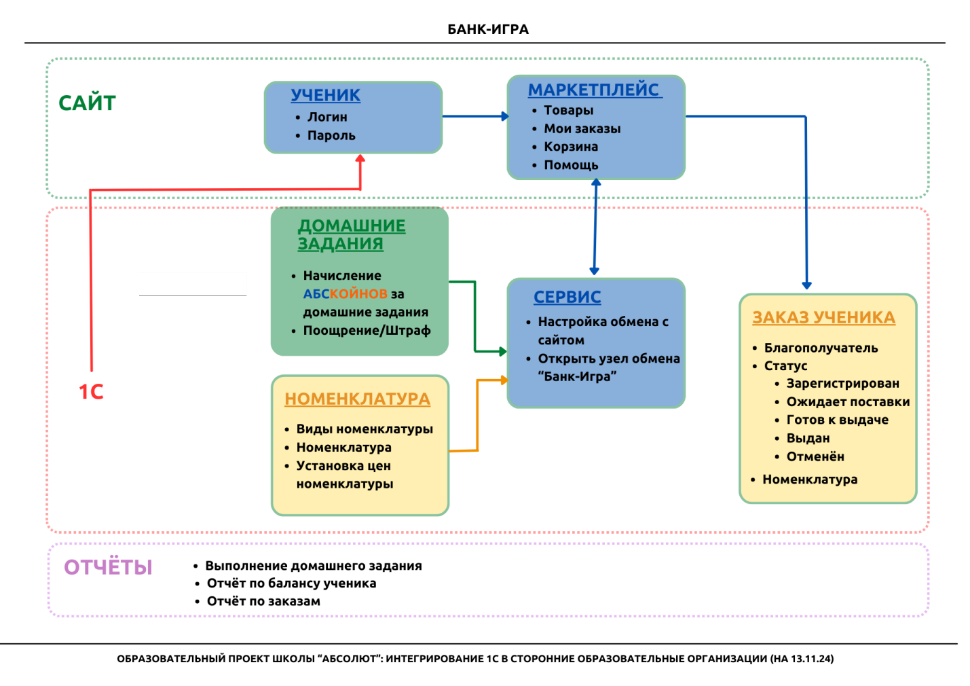 БАНК-ИГРА
САЙТ
УЧЕНИК
• Логин
• Пароль
МАРКЕТПЛЕЙС
• Товары
• Мои заказы
• Корзина
• Помощь
1С
ДОМАШНИЕ
ЗАДАНИЯ
• Начисление
АБСКОЙНОВ за
домашние задания
• Поощрение/Штраф
НОМЕНКЛАТУРА
• Виды номенклатуры
• Номенклатура
• Установка цен
номенклатуры
СЕРВИС
• Настройка обмена с
сайтом
• Открыть узел обмена
“Банк-Игра”
ЗАКАЗ УЧЕНИКА
• Благополучатель
• Статус
• Зарегистрирован
• Ожидает поставки
• Готов к выдаче
• Выдан
• Отменён
• Номенклатура
ОТЧЁТЫ
• Выполнение домашнего задания
• Отчёт по балансу ученика
• Отчёт по заказам
ОБРАЗОВАТЕЛЬНЫЙ ПРОЕКТ ШКОЛЫ “АБСОЛЮТ”: ИНТЕГРИРОВАНИЕ 1С В СТОРОННИЕ ОБРАЗОВАТЕЛЬНЫЕ ОРГАНИЗАЦИИ (НА 13.11.24)